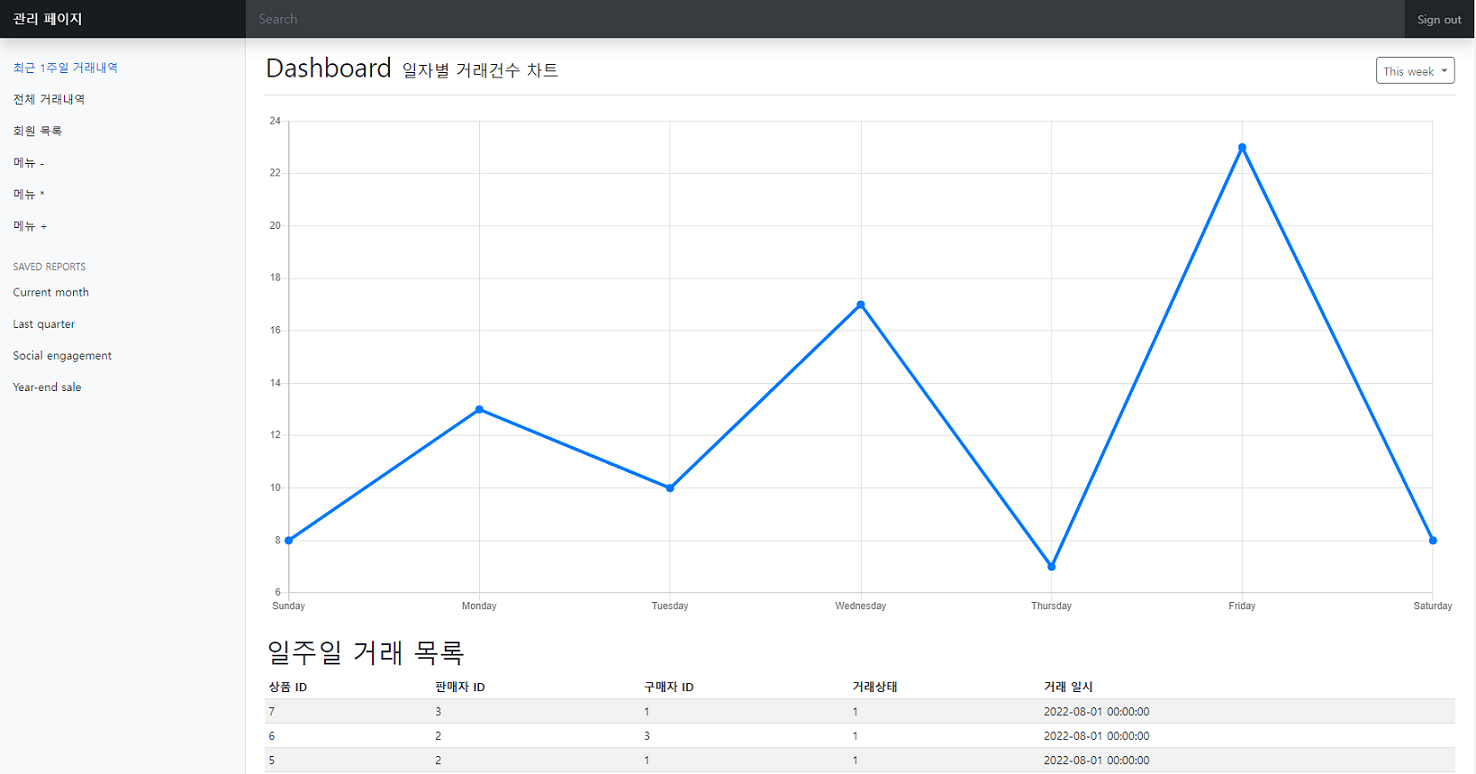 관리 페이지
Search
Sign out
최근 1주일 거래내역
전체 거래내역
회원 목록
메뉴 -
메뉴 *
메뉴 +
SAVED REPORTS
Current month
Last quarter
Social engagement
Year-end sale
Dashboard 일자별 거래건수 차트
This week
24
22
20
18
16
14
12
10
8
6
Sunday Monday Tuesday Wednesday Thursday Friday Saturday
일주일 거래 목록
상품 ID 판매자 ID 구매자 ID 거래상태 거래 일시
7 3 1 1 2022-08-01 00:00:00
6 2 3 1 2022-08-01 00:00:00
5 2 1 1 2022-08-01 00:00:00